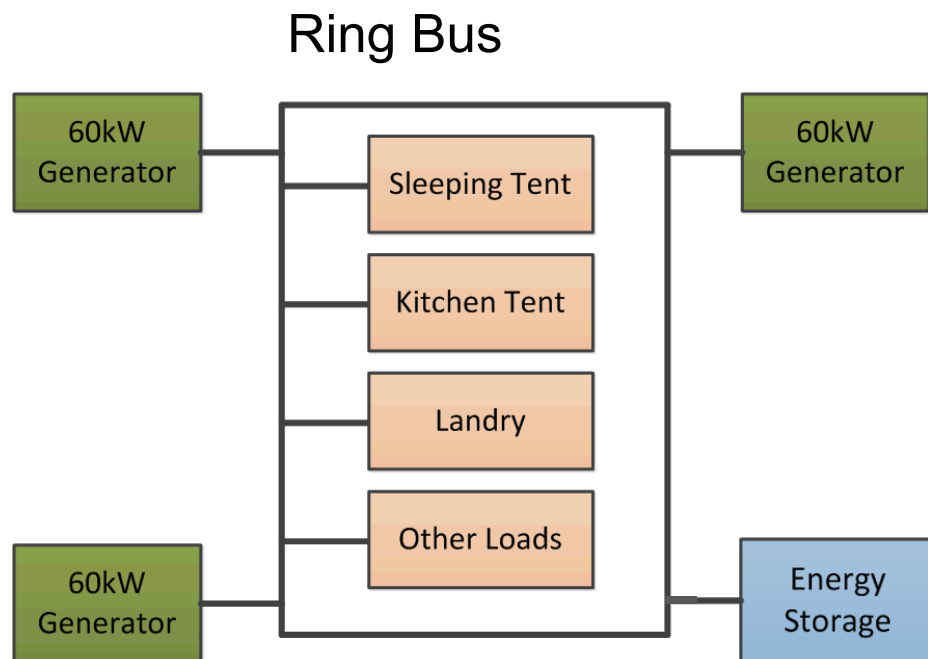 Ring Bus
60kW
Generator
60kW
Generator
Sleeping Tent
Kitchen Tent
Landry
Other Loads
60kW
Generator
Energy
Storage